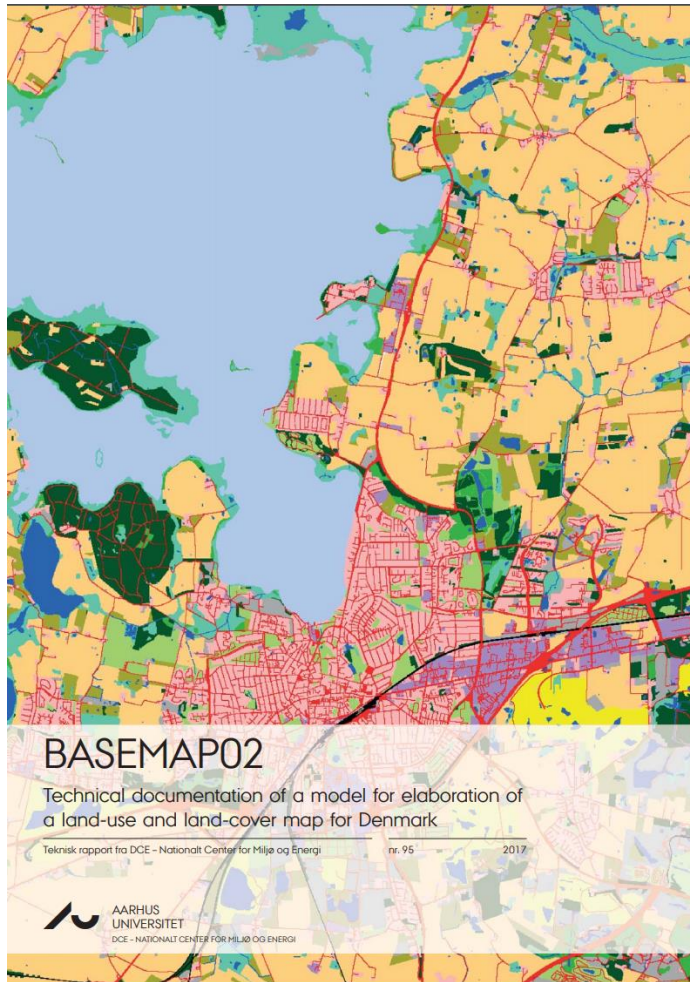 BASEMAP02
Technical documentation of a model for elaboration of
a land-use and land-cover map for Denmark
Teknisk rapport fra DCE – Nationalt Center for Miljø og Energi nr. 95 2017
AARHUS
UNIVERSITET
DCE – NATIONALT CENTER FOR MILJØ OG ENERGI